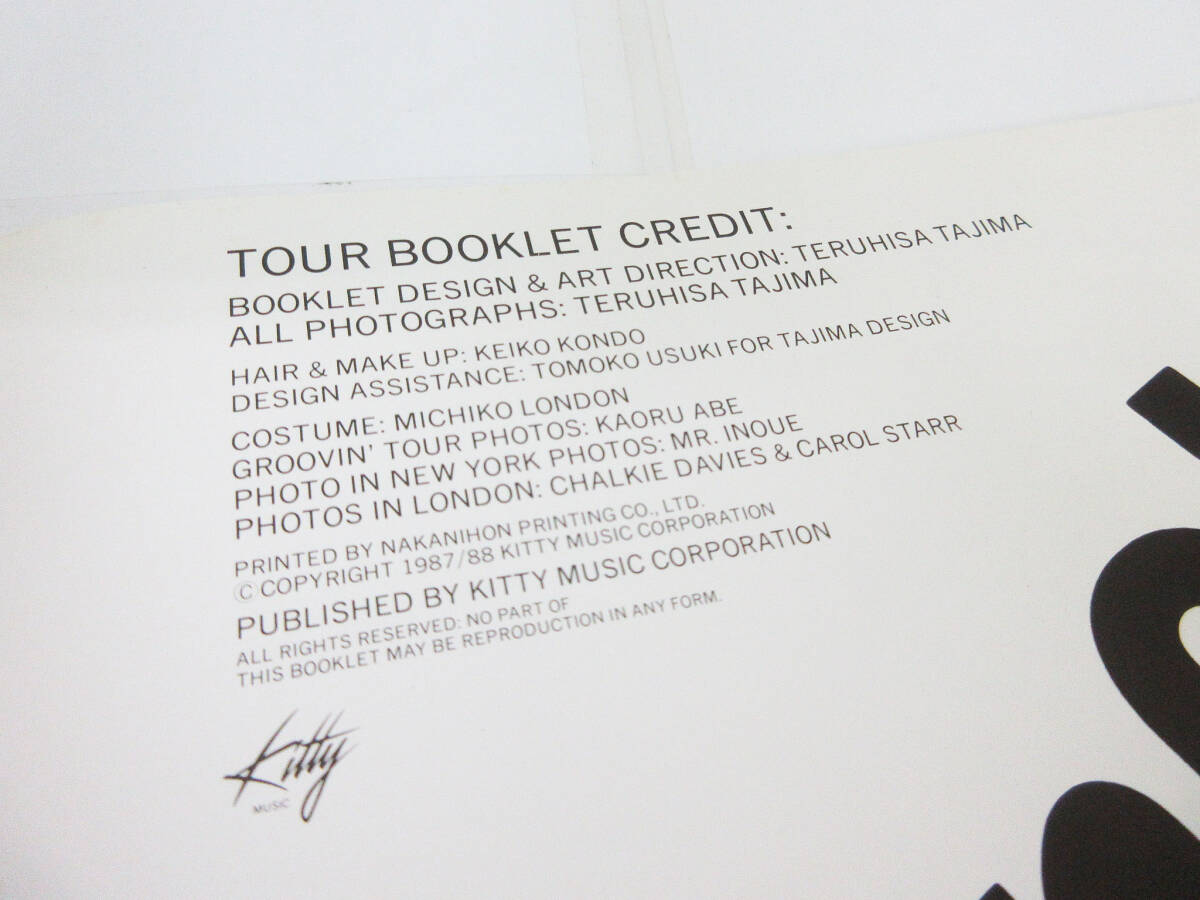 TOUR BOOKLET CREDIT:
BOOKLET DESIGN & ART DIRECTION: TERUHISA TAJIMA
ALL PHOTOGRAPHS: TERUHISA TAJIMA
HAIR & MAKE UP: KEIKO KONDO
DESIGN ASSISTANCE: TOMOKO USUKI FOR TAJIMA DESIGN
COSTUME: MICHIKO LONDON
GROOVIN' TOUR PHOTOS: KAORU ABE
PHOTO IN NEW YORK PHOTOS: MR. INOUE
PHOTOS IN LONDON: CHALKIE DAVIES & CAROL STARR
PRINTED BY NAKANIHON PRINTING CO., LTD.
©COPYRIGHT 1987/88 KITTY MUSIC CORPORATION
PUBLISHED BY KITTY MUSIC CORPORATION
ALL RIGHTS RESERVED: NO PART OF
THIS BOOKLET MAY BE REPRODUCTION IN ANY FORM.
Kitty
MUSIC